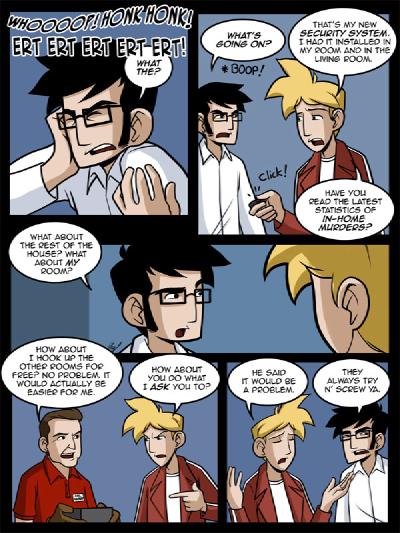 WHOOOOP! HONK HONK!
ERT ERT ERT ERT-ERT!
WHAT
THE?
WHAT'S
GOING ON?
*BOOP!
THAT'S MY NEW
SECURITY SYSTEM.
I HAD IT INSTALLED IN
MY ROOM AND IN THE
LIVING ROOM.
Click!
HAVE YOU
READ THE LATEST
STATISTICS OF
IN-HOME
MURDERS?
WHAT ABOUT
THE REST OF THE
HOUSE? WHAT
ABOUT MY
ROOM?
HOW ABOUT
I HOOK UP THE
OTHER ROOMS FOR
FREE? NO PROBLEM. IT
WOULD ACTUALLY BE
EASIER FOR ME.
HOW ABOUT
YOU DO WHAT
I ASK YOU TO?
HE SAID
IT WOULD BE
A PROBLEM.
THEY
ALWAYS TRY
N' SCREW YA.